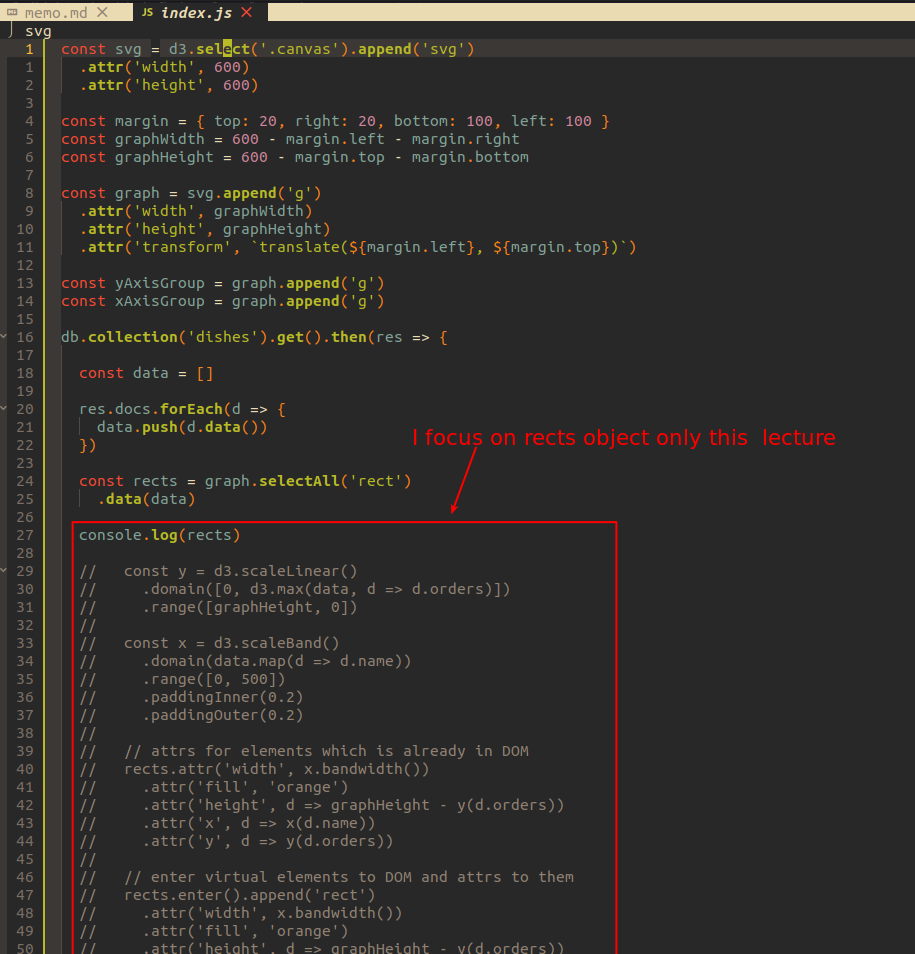 memo.md
JS index.js
svg
1 const svg = d3.select('.canvas').append('svg')
1 .attr('width', 600)
2 .attr('height', 600)
3
4 const margin = { top: 20, right: 20, bottom: 100, left: 100 }
5 const graphWidth = 600 - margin.left - margin.right
6 const graphHeight = 600 - margin.top - margin.bottom
7
8 const graph = svg.append('g')
9 .attr('width', graphWidth)
10 .attr('height', graphHeight)
11 .attr('transform', `translate(${margin.left}, ${margin.top})`)
12
13 const yAxisGroup = graph.append('g')
14 const xAxisGroup = graph.append('g')
15
16 db.collection('dishes').get().then(res => {
17
18 const data = []
19
20 res.docs.forEach(d => {
21 data.push(d.data())
22 })
I focus on rects object only this lecture
23
24 const rects = graph.selectAll('rect')
25 .data(data)
26
27 console.log(rects)
28
29 // const y = d3.scaleLinear()
30 // .domain([0, d3.max(data, d => d.orders)])
31 // .range([graphHeight, 0])
32 //
33 // const x = d3.scaleBand()
34 // .domain(data.map(d => d.name))
35 // .range([0, 500])
36 // .paddingInner(0.2)
37 // .paddingOuter(0.2)
38 //
39 // // attrs for elements which is already in DOM
40 // rects.attr('width', x.bandwidth())
41 // .attr('fill', 'orange')
42 // .attr('height', d => graphHeight - y(d.orders))
43 // .attr('x', d => x(d.name))
44 // .attr('y', d => y(d.orders))
45 //
46 // // enter virtual elements to DOM and attrs to them
47 // rects.enter().append('rect')
48 // .attr('width', x.bandwidth())
49 // .attr('fill', 'orange')
50 // .attr('height', d => graphHeight - y(d.orders))